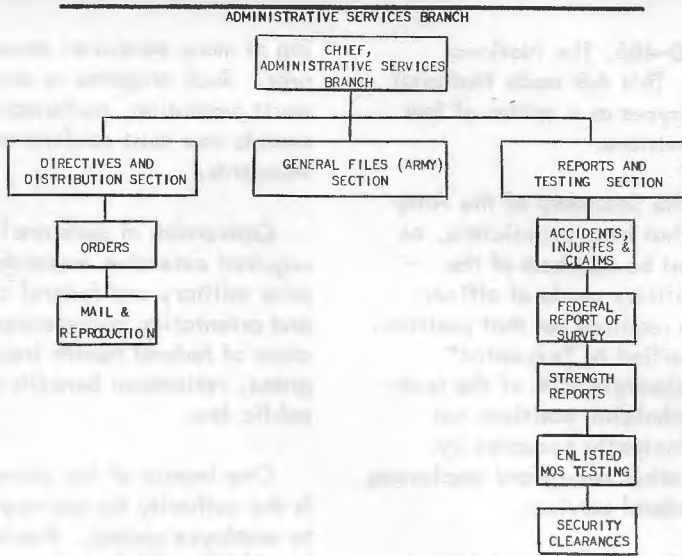 ADMINISTRATIVE SERVICES BRANCH
CHIEF,
ADMINISTRATIVE SERVICES
BRANCH
DIRECTIVES AND
DISTRIBUTION SECTION
GENERAL FILES (ARMY)
SECTION
REPORTS AND
TESTING SECTION
ORDERS
MAIL &
REPRODUCTION
ACCIDENTS,
INJURIES &
CLAIMS
FEDERAL
REPORT OF
SURVEY
STRENGTH
REPORTS
ENLISTED
MOS TESTING
SECURITY
CLEARANCES